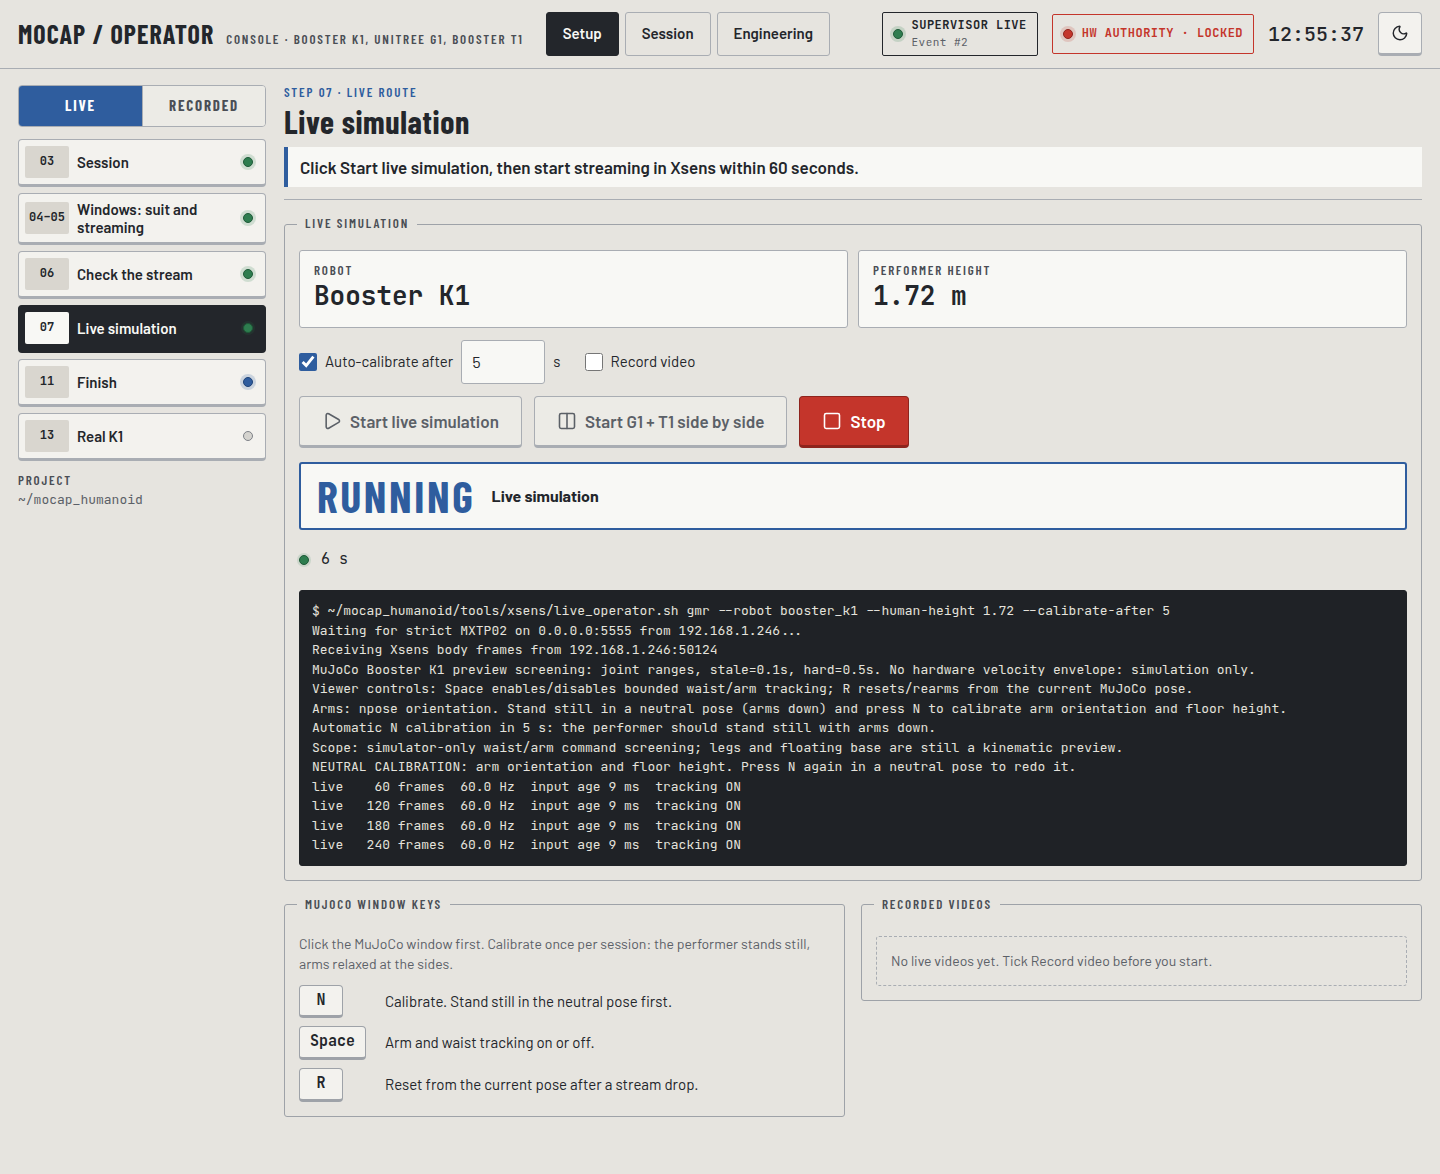 MOCAP / OPERATOR
CONSOLE · BOOSTER K1, UNITREE G1, BOOSTER T1
Setup
Session
Engineering
SUPERVISOR LIVE
Event #2
HW AUTHORITY · LOCKED
12:55:37
LIVE
RECORDED
03
Session
04–05
Windows: suit and
streaming
06
Check the stream
07
Live simulation
11
Finish
13
Real K1
PROJECT
~/mocap_humanoid
STEP 07 · LIVE ROUTE
Live simulation
Click Start live simulation, then start streaming in Xsens within 60 seconds.
LIVE SIMULATION
ROBOT
Booster K1
PERFORMER HEIGHT
1.72 m
Auto-calibrate after
5
s
Record video
Start live simulation
Start G1 + T1 side by side
Stop
RUNNING
Live simulation
6 s
$ ~/mocap_humanoid/tools/xsens/live_operator.sh gmr --robot booster_k1 --human-height 1.72 --calibrate-after 5
Waiting for strict MXTP02 on 0.0.0.0:5555 from 192.168.1.246...
Receiving Xsens body frames from 192.168.1.246:50124
MuJoCo Booster K1 preview screening: joint ranges, stale=0.1s, hard=0.5s. No hardware velocity envelope: simulation only.
Viewer controls: Space enables/disables bounded waist/arm tracking; R resets/rearms from the current MuJoCo pose.
Arms: npose orientation. Stand still in a neutral pose (arms down) and press N to calibrate arm orientation and floor height.
Automatic N calibration in 5 s: the performer should stand still with arms down.
Scope: simulator-only waist/arm command screening; legs and floating base are still a kinematic preview.
NEUTRAL CALIBRATION: arm orientation and floor height. Press N again in a neutral pose to redo it.
live    60 frames  60.0 Hz  input age 9 ms  tracking ON
live   120 frames  60.0 Hz  input age 9 ms  tracking ON
live   180 frames  60.0 Hz  input age 9 ms  tracking ON
live   240 frames  60.0 Hz  input age 9 ms  tracking ON
MUJOCO WINDOW KEYS
Click the MuJoCo window first. Calibrate once per session: the performer stands still,
arms relaxed at the sides.
N
Calibrate. Stand still in the neutral pose first.
Space
Arm and waist tracking on or off.
R
Reset from the current pose after a stream drop.
RECORDED VIDEOS
No live videos yet. Tick Record video before you start.